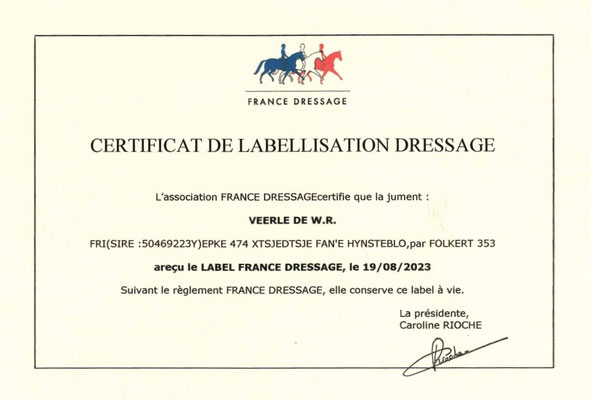 FRANCE DRESSAGE
CERTIFICAT DE LABELLISATION DRESSAGE
L'association FRANCE DRESSAGEcertifie que la jument :
VEERLE DE W.R.
FRI(SIRE :50469223Y)EPKE 474 XTSJEDTSJE FAN'E HYNSTEBLO,par FOLKERT 353
areçu le LABEL FRANCE DRESSAGE, le 19/08/2023
Suivant le règlement FRANCE DRESSAGE, elle conserve ce label à vie.
La présidente,
Caroline RIOCHE